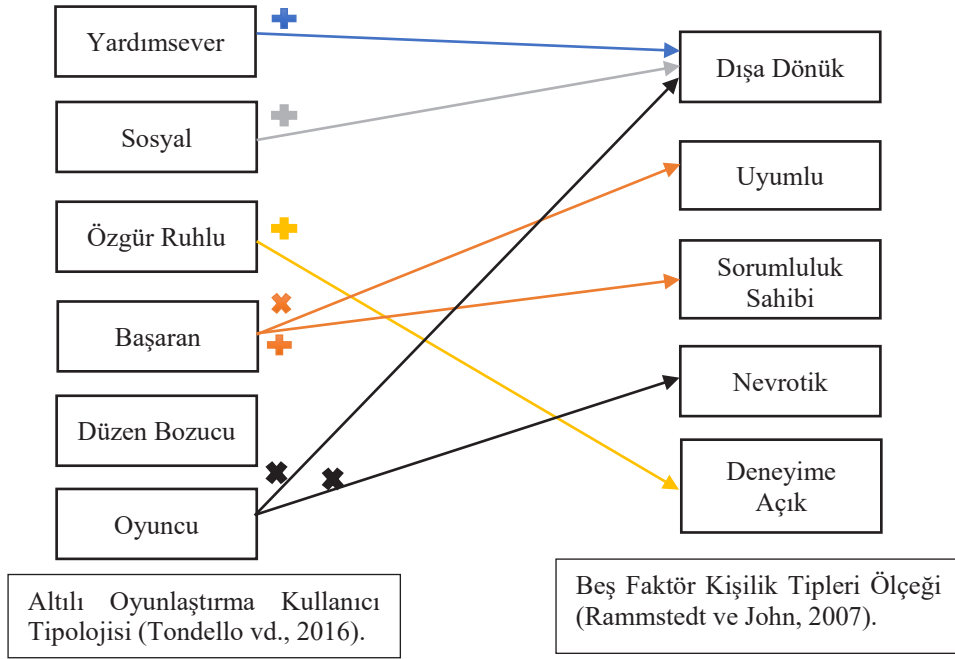 Yardımsever
Sosyal
Özgür Ruhlu
Başaran
Düzen Bozucu
Oyuncu
Dışa Dönük
Uyumlu
Sorumluluk
Sahibi
Nevrotik
Deneyime
Açık
Altılı Oyunlaştırma Kullanıcı
Tipolojisi (Tondello vd., 2016).
Beş Faktör Kişilik Tipleri Ölçeği
(Rammstedt ve John, 2007).